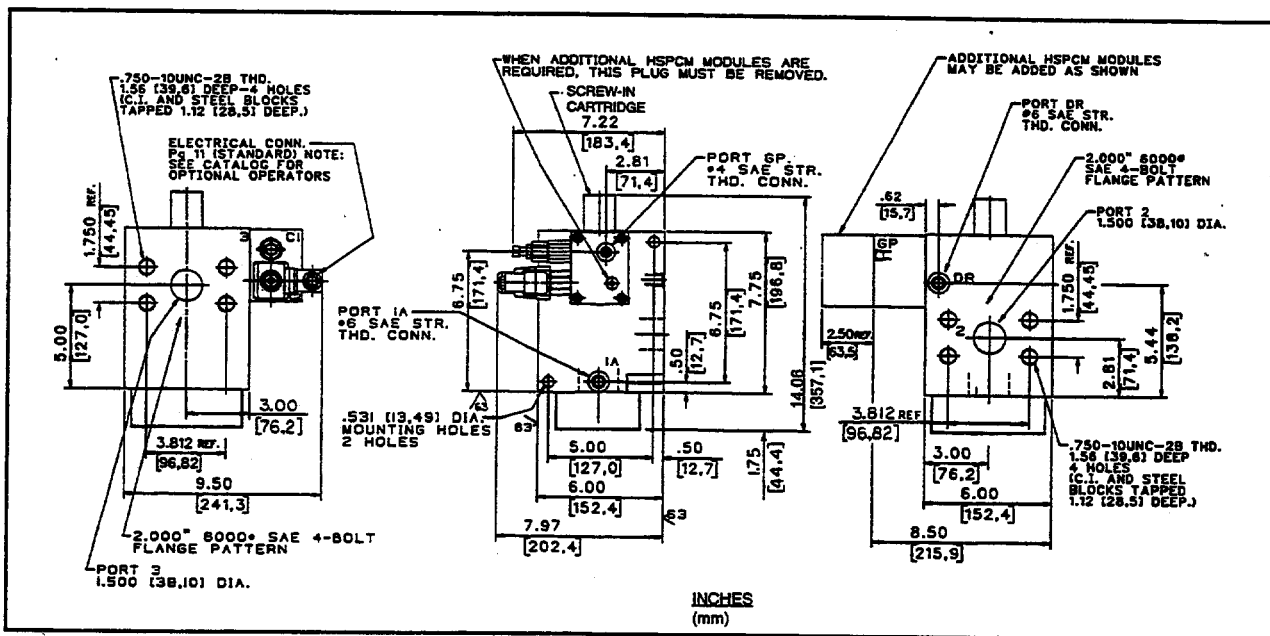 .750-10UNC-2B THD.
1.56 [39,6] DEEP-4 HOLES
(C.I. AND STEEL BLOCKS
TAPPED 1.12 [28,5] DEEP.)
ELECTRICAL CONN.
Pg 11 (STANDARD) NOTE:
SEE CATALOG FOR
OPTIONAL OPERATORS
1.750 REF.
[44,45]
3
C1
5.00
[127,0]
3.00
[76,2]
3.812 REF.
[96,82]
9.50
[241,3]
2.000" 6000# SAE 4-BOLT
FLANGE PATTERN
PORT 3
1.500 [38,10] DIA.
WHEN ADDITIONAL HSPCM MODULES ARE
REQUIRED, THIS PLUG MUST BE REMOVED.
SCREW-IN
CARTRIDGE
7.22
[183,4]
2.81
[71,4]
PORT GP.
#4 SAE STR.
THD. CONN.
6.75
[171,4]
PORT IA
#6 SAE STR.
THD. CONN.
IA
6.75
[171,4]
7.75
[196,8]
.50
[12,7]
14.06
[357,1]
63
63
.531 [13,49] DIA.
MOUNTING HOLES
2 HOLES
5.00
[127,0]
.50
[12,7]
1.75
[44,4]
6.00
[152,4]
63
7.97
[202,4]
ADDITIONAL HSPCM MODULES
MAY BE ADDED AS SHOWN
PORT DR
#6 SAE STR.
THD. CONN.
2.000" 6000#
SAE 4-BOLT
FLANGE PATTERN
.62
[15,7]
PORT 2
1.500 [38,10] DIA.
GP
DR
2
1.750 REF.
[44,45]
2.50 REF.
[63,5]
5.44
[138,2]
2.81
[71,4]
3.812 REF
[96,82]
3.00
[76,2]
6.00
[152,4]
8.50
[215,9]
.750-10UNC-2B THD.
1.56 [39,6] DEEP
4 HOLES
(C.I. AND STEEL
BLOCKS TAPPED
1.12 [28,5] DEEP.)
INCHES
(mm)